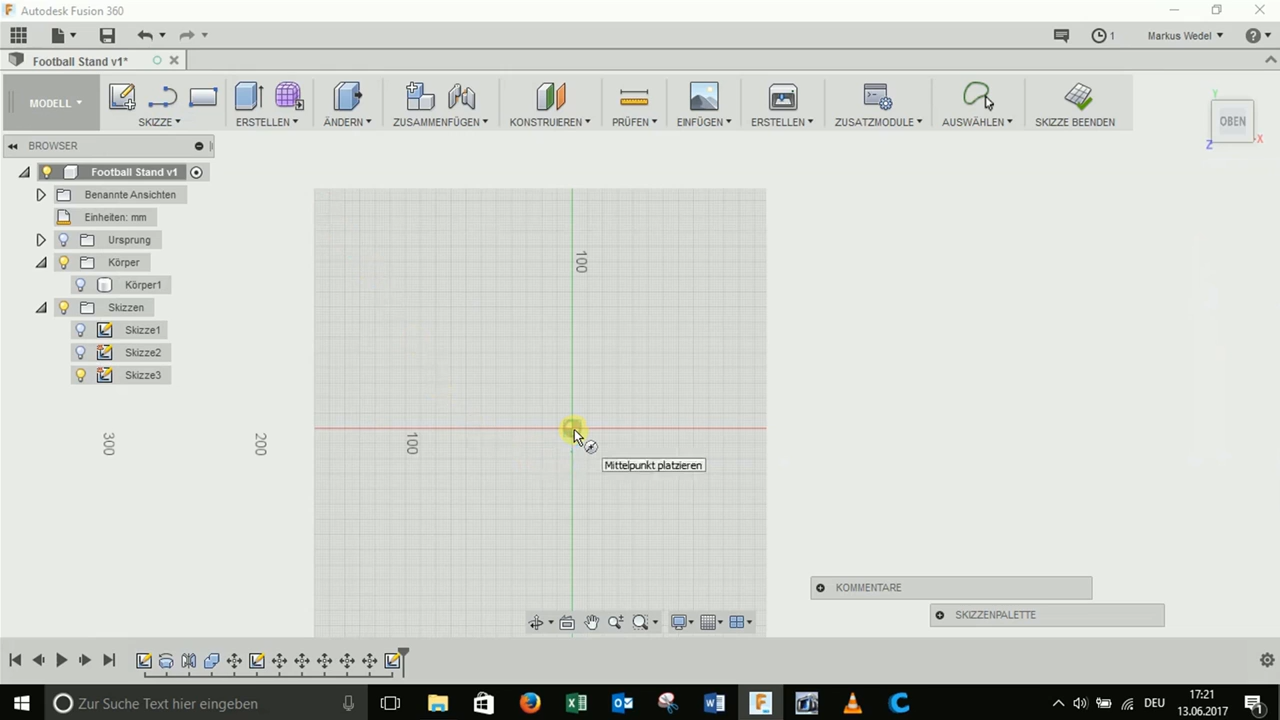 Autodesk Fusion 360
1
Markus Wedel
Football Stand v1*
MODELL
SKIZZE
ERSTELLEN
ÄNDERN
ZUSAMMENFÜGEN
KONSTRUIEREN
PRÜFEN
EINFÜGEN
ERSTELLEN
ZUSATZMODULE
AUSWÄHLEN
SKIZZE BEENDEN
Y
OBEN
X
Z
BROWSER
Football Stand v1
Benannte Ansichten
Einheiten: mm
Ursprung
Körper
Körper1
Skizzen
Skizze1
Skizze2
Skizze3
100
300
200
100
Mittelpunkt platzieren
KOMMENTARE
SKIZZENPALETTE
Zur Suche Text hier eingeben
DEU
17:21
13.06.2017
1